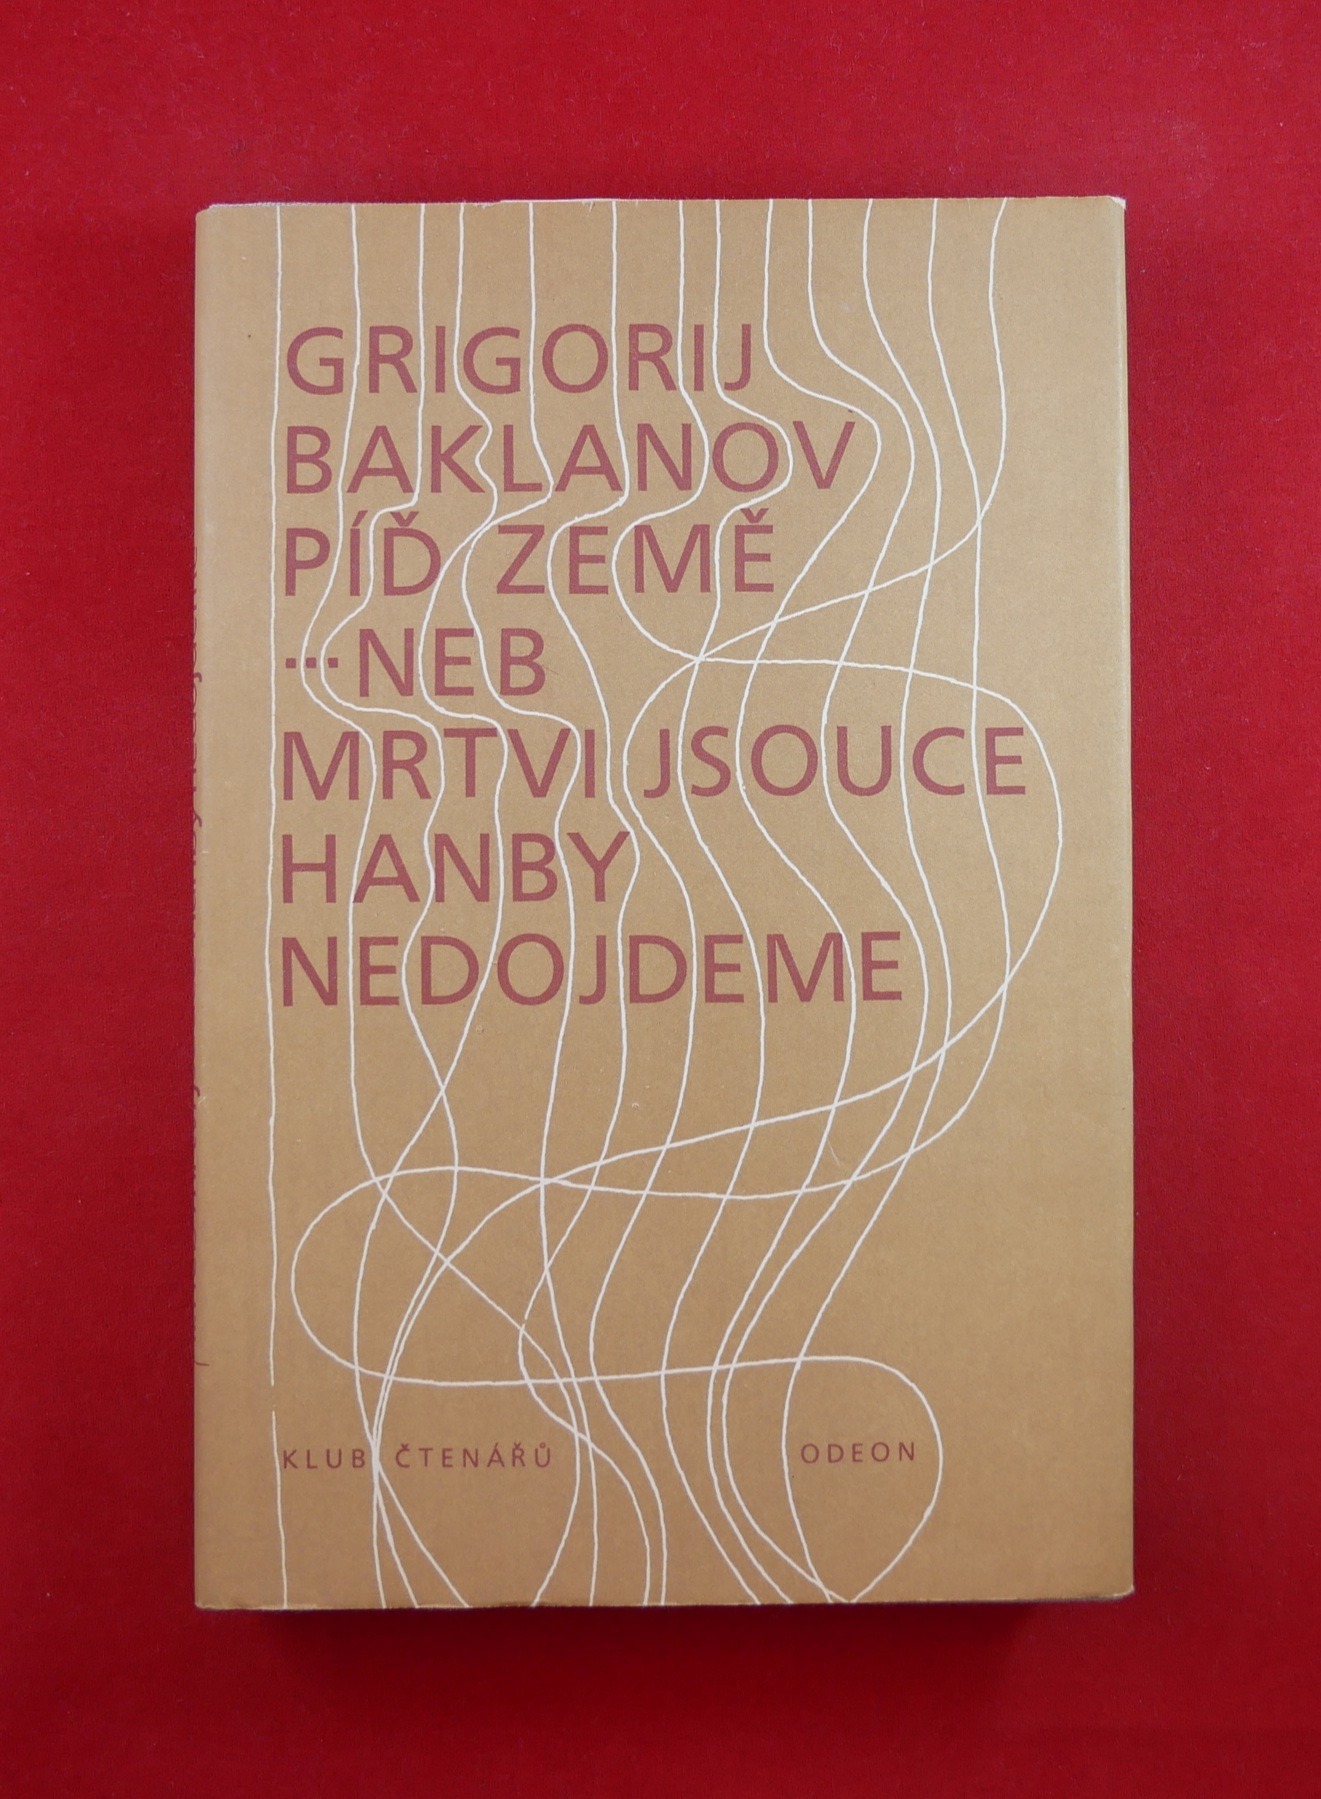 GRIGORIJ
BAKLANOV
PÍĎ ZEMĚ
...NEB
MRTVI JSOUCE
HANBY
NEDOJDEME
KLUB ČTENÁŘŮ
ODEON